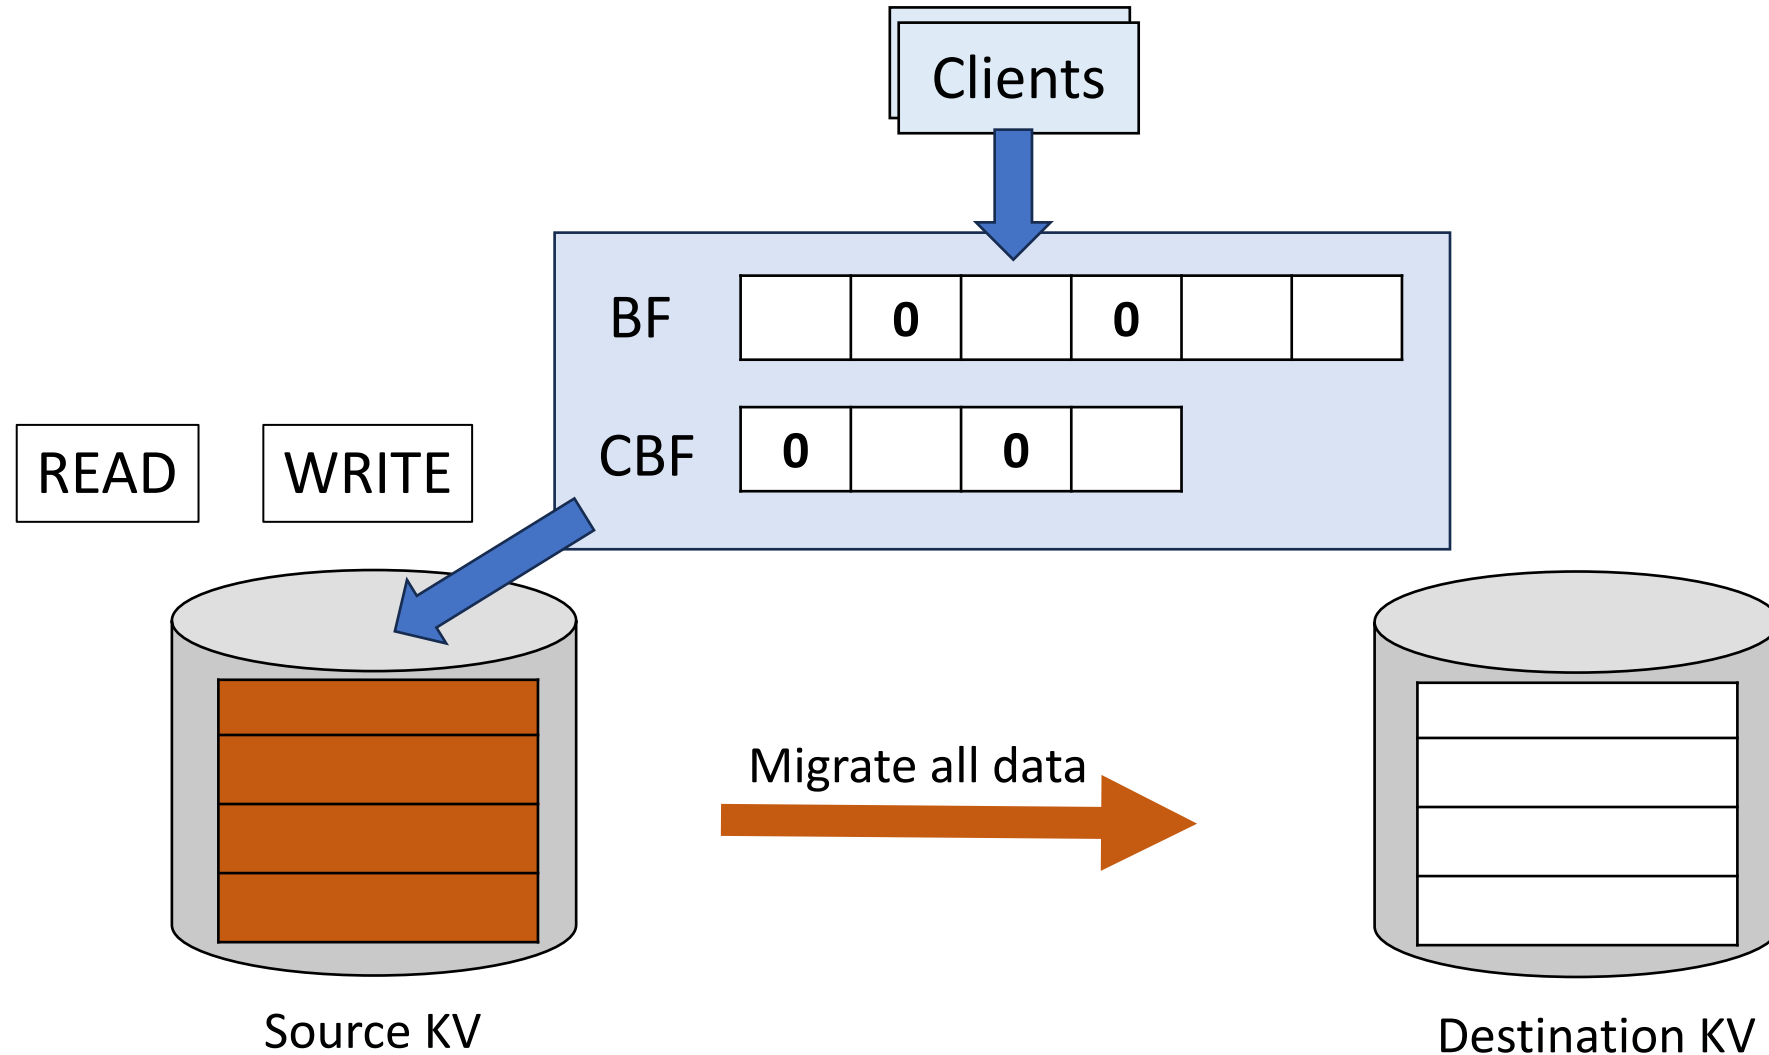 Clients
BF 0 0
CBF 0 0
READ WRITE
Migrate all data
Source KV
Destination KV